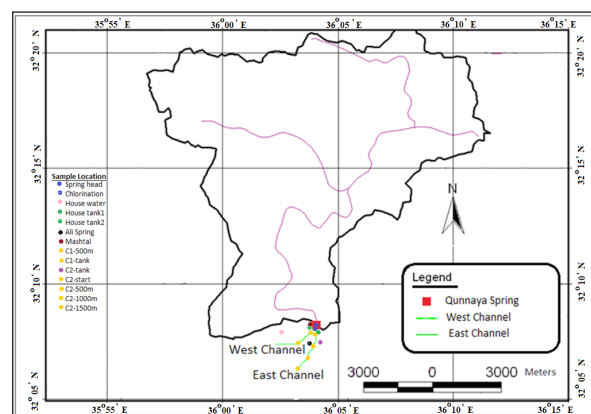 35° 55' E
36° 00' E
36° 05' E
36° 10' E
36° 15' E
32° 20' N
32° 20' N
32° 15' N
32° 15' N
32° 10' N
32° 10' N
32° 05' N
32° 05' N
Sample Location
Spring head
Chlorination
House water
House tank1
House tank2
Ali Spring
Mashtal
C1-500m
C1-tank
C2-tank
C2-start
C2-500m
C2-1000m
C2-1500m
N
Legend
Qunnaya Spring
West Channel
East Channel
West Channel
East Channel
3000 0 3000 Meters
35° 55' E
36° 00' E
36° 05' E
36° 10' E
36° 15' E